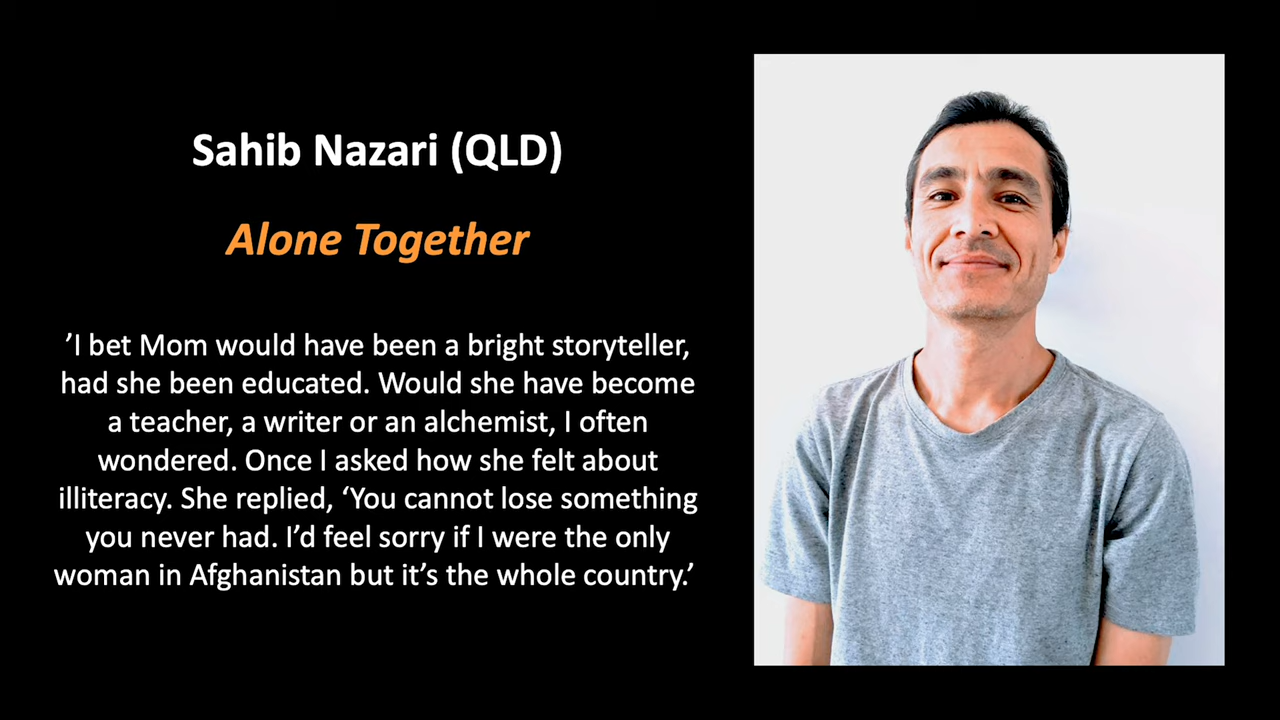 Sahib Nazari (QLD)
Alone Together
’I bet Mom would have been a bright storyteller,
had she been educated. Would she have become
a teacher, a writer or an alchemist, I often
wondered. Once I asked how she felt about
illiteracy. She replied, ‘You cannot lose something
you never had. I’d feel sorry if I were the only
woman in Afghanistan but it’s the whole country.’